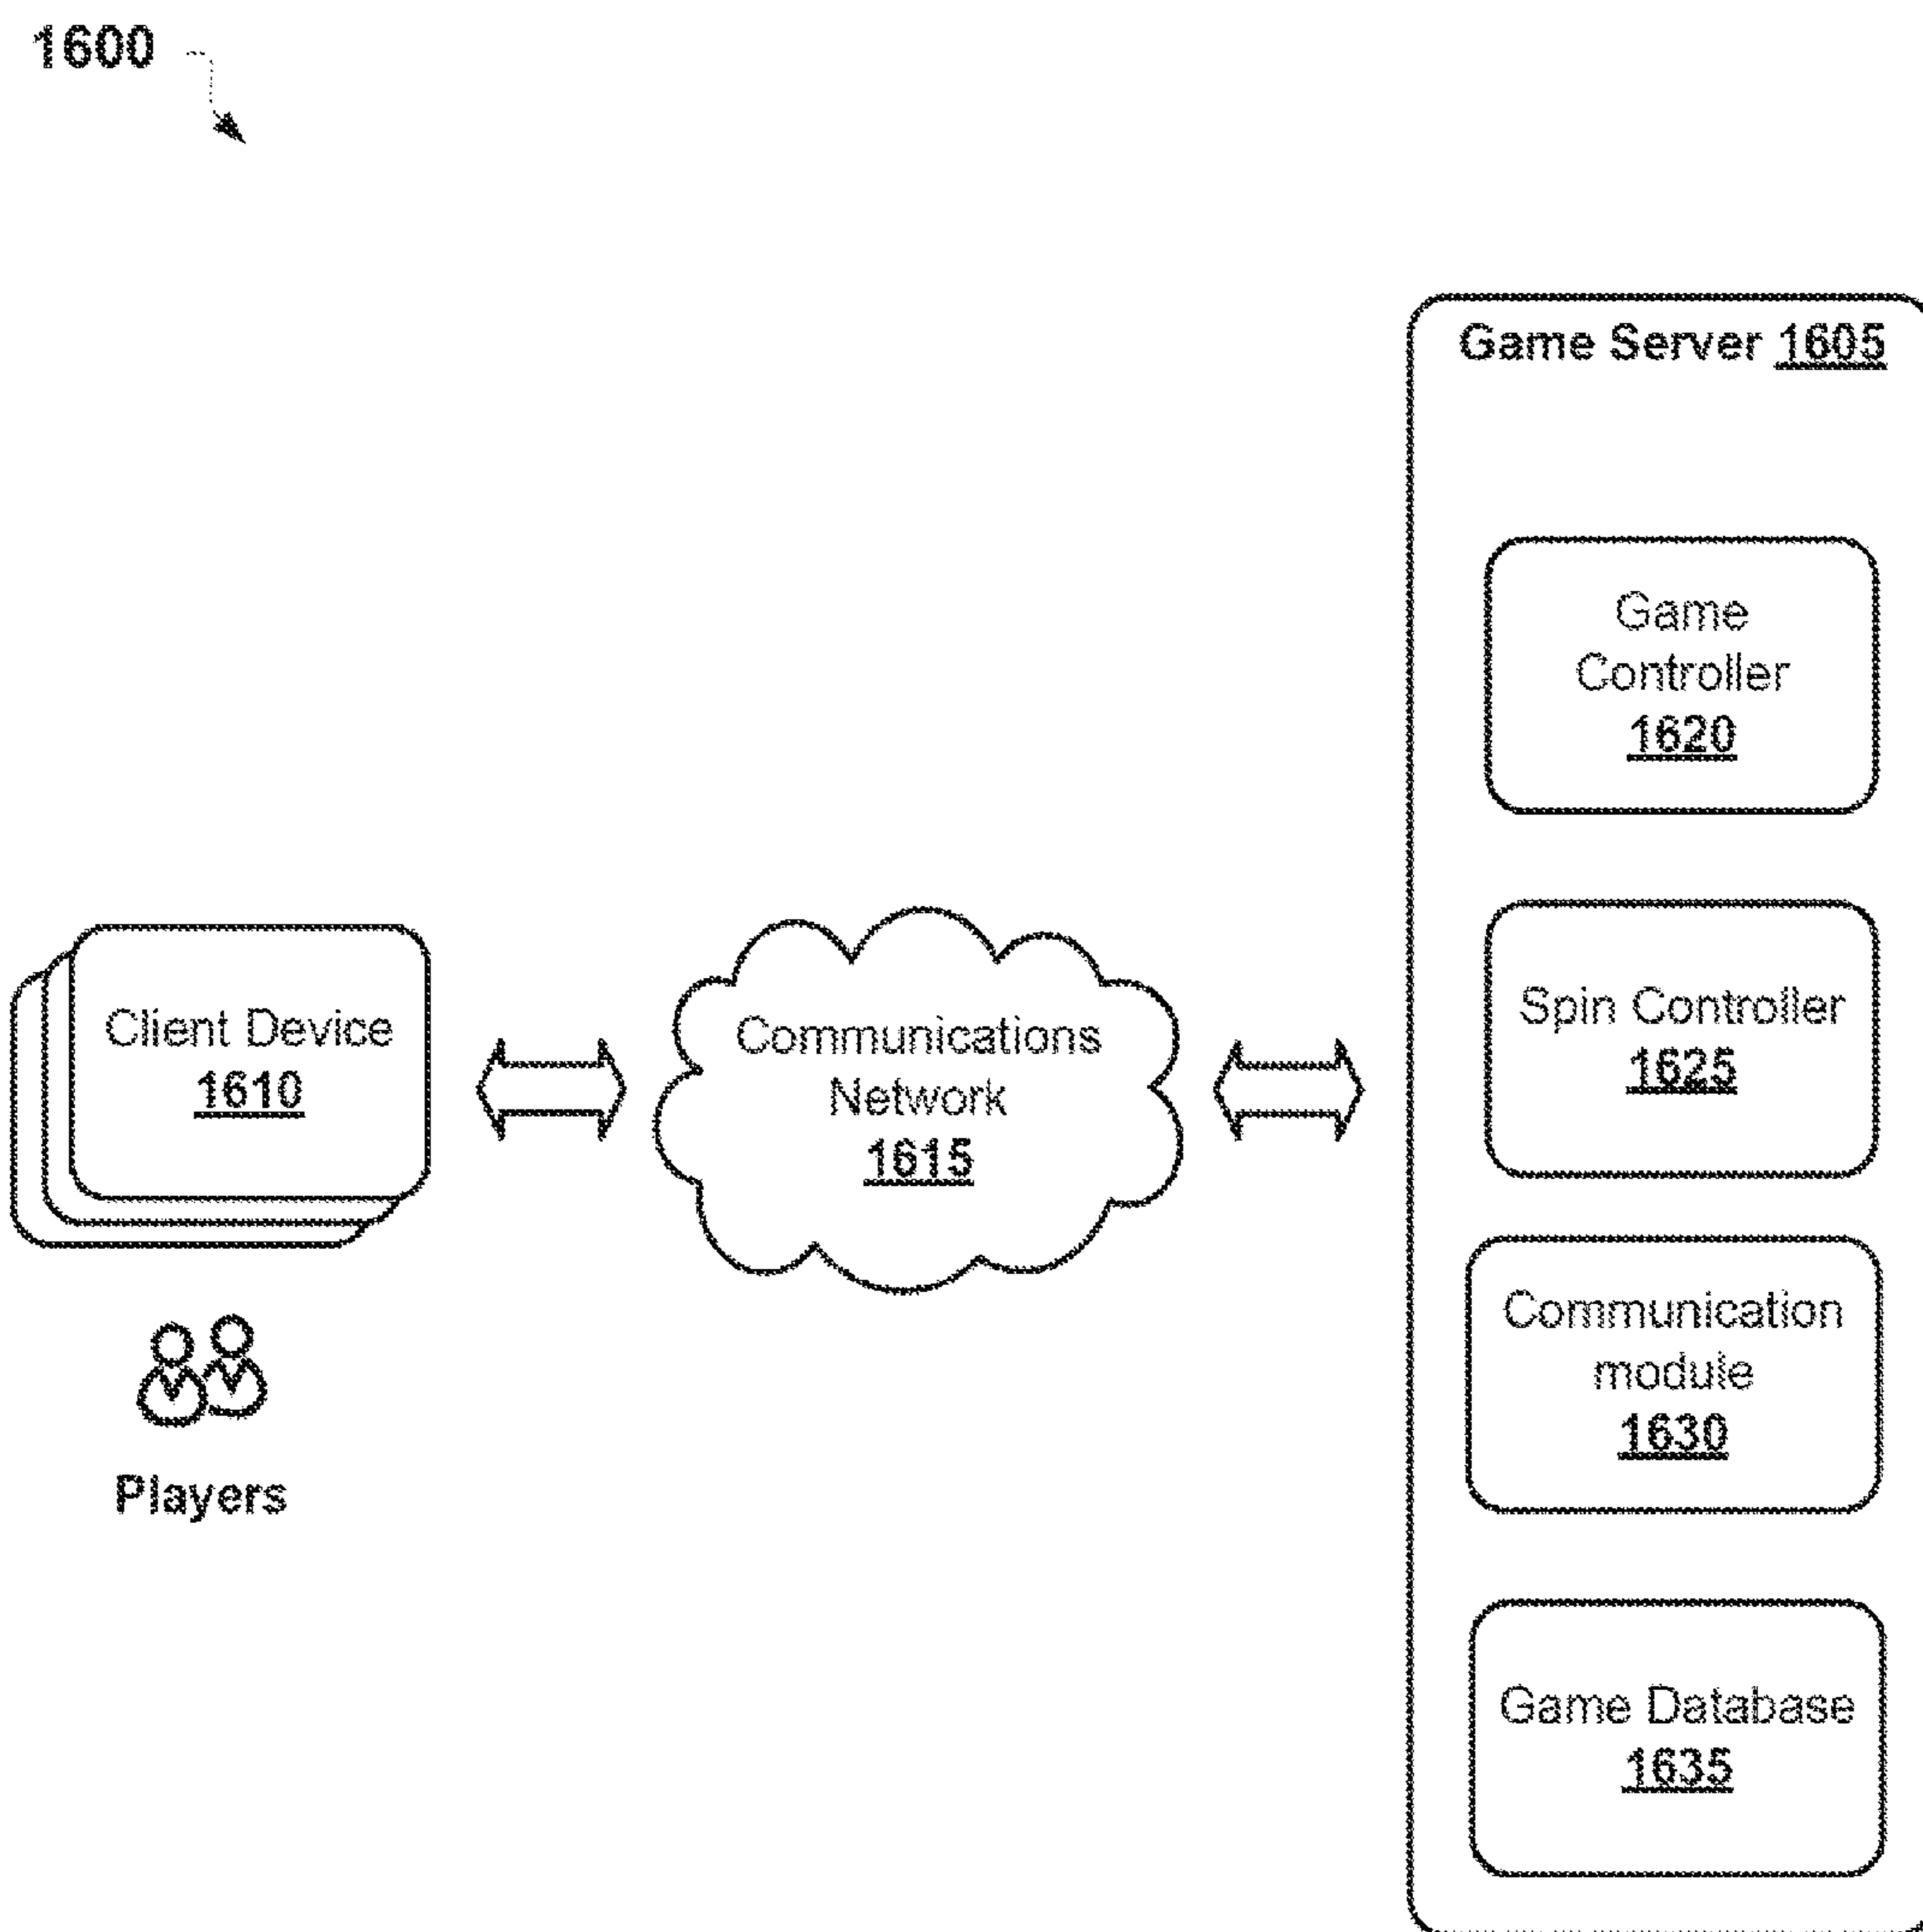 1600
Game Server 1605
Game
Controller
1620
Spin Controller
1625
Communication
module
1630
Game Database
1635
Client Device
1610
Communications
Network
1615
Players